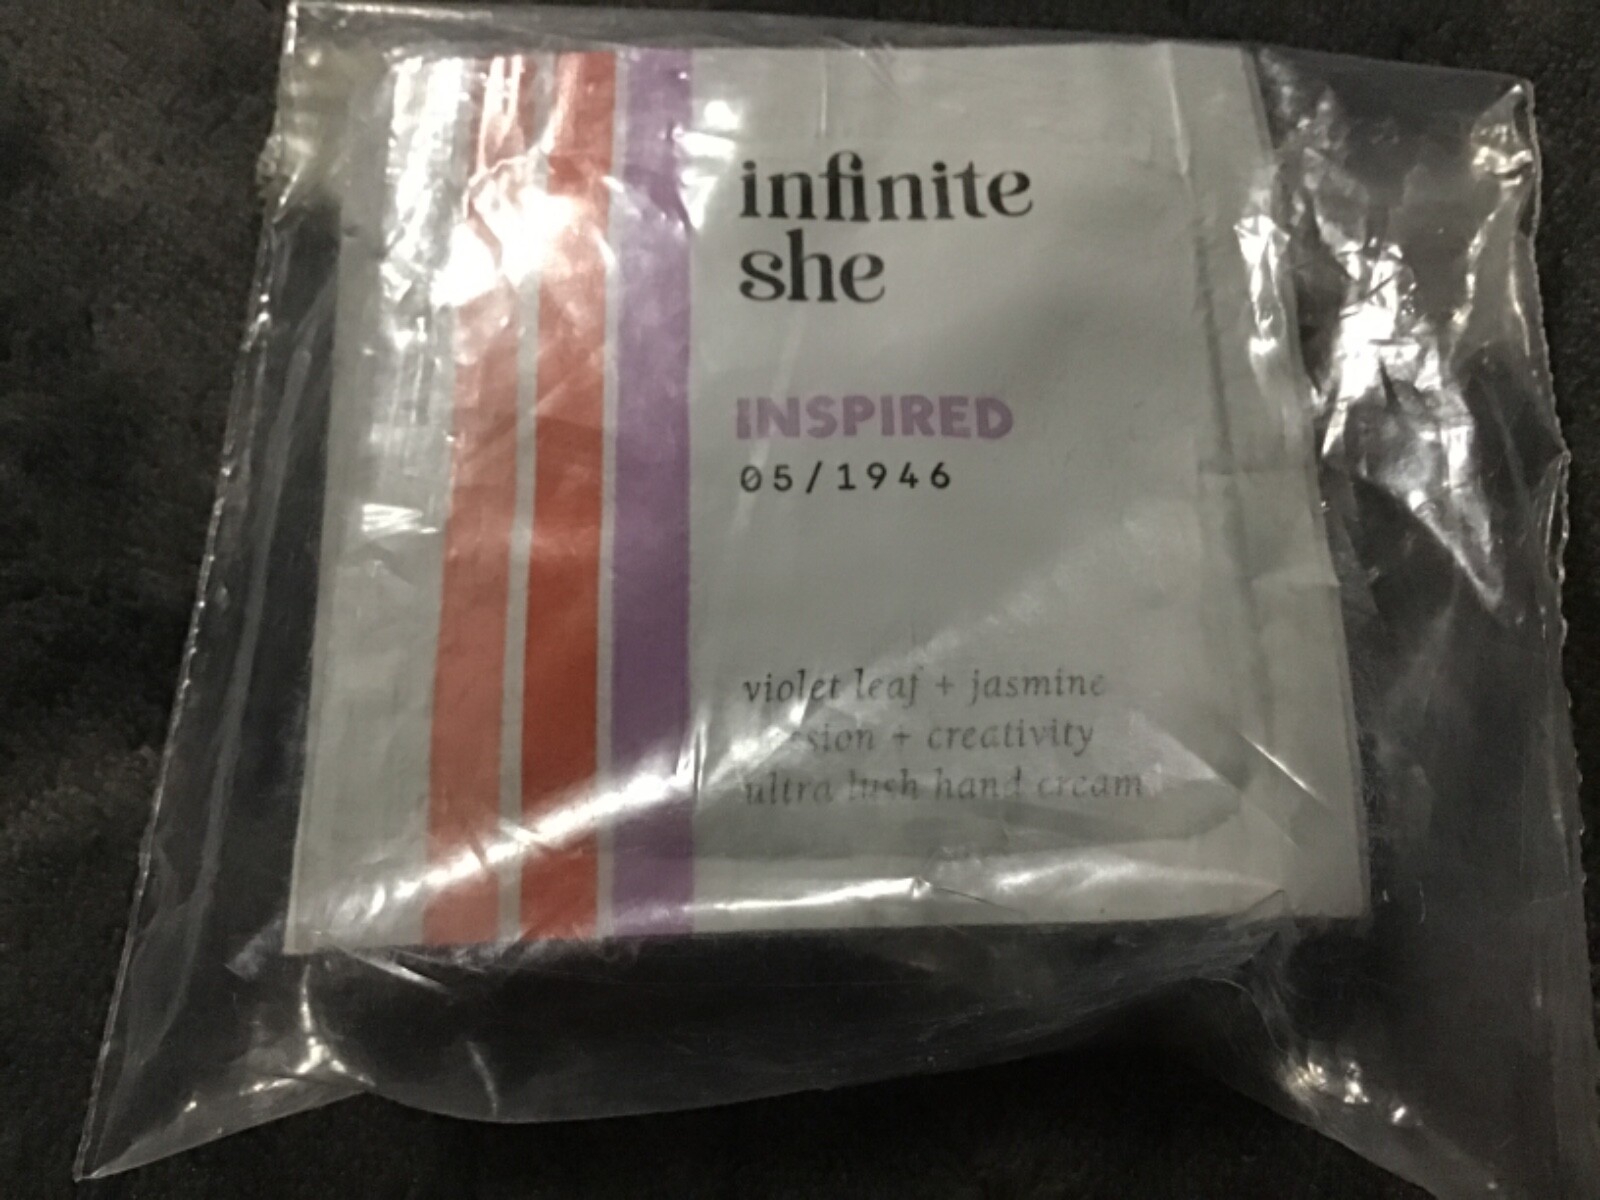 infinite
she
INSPIRED
05/1946
violet leaf + jasmine
+ creativity
ultra lush hand cream